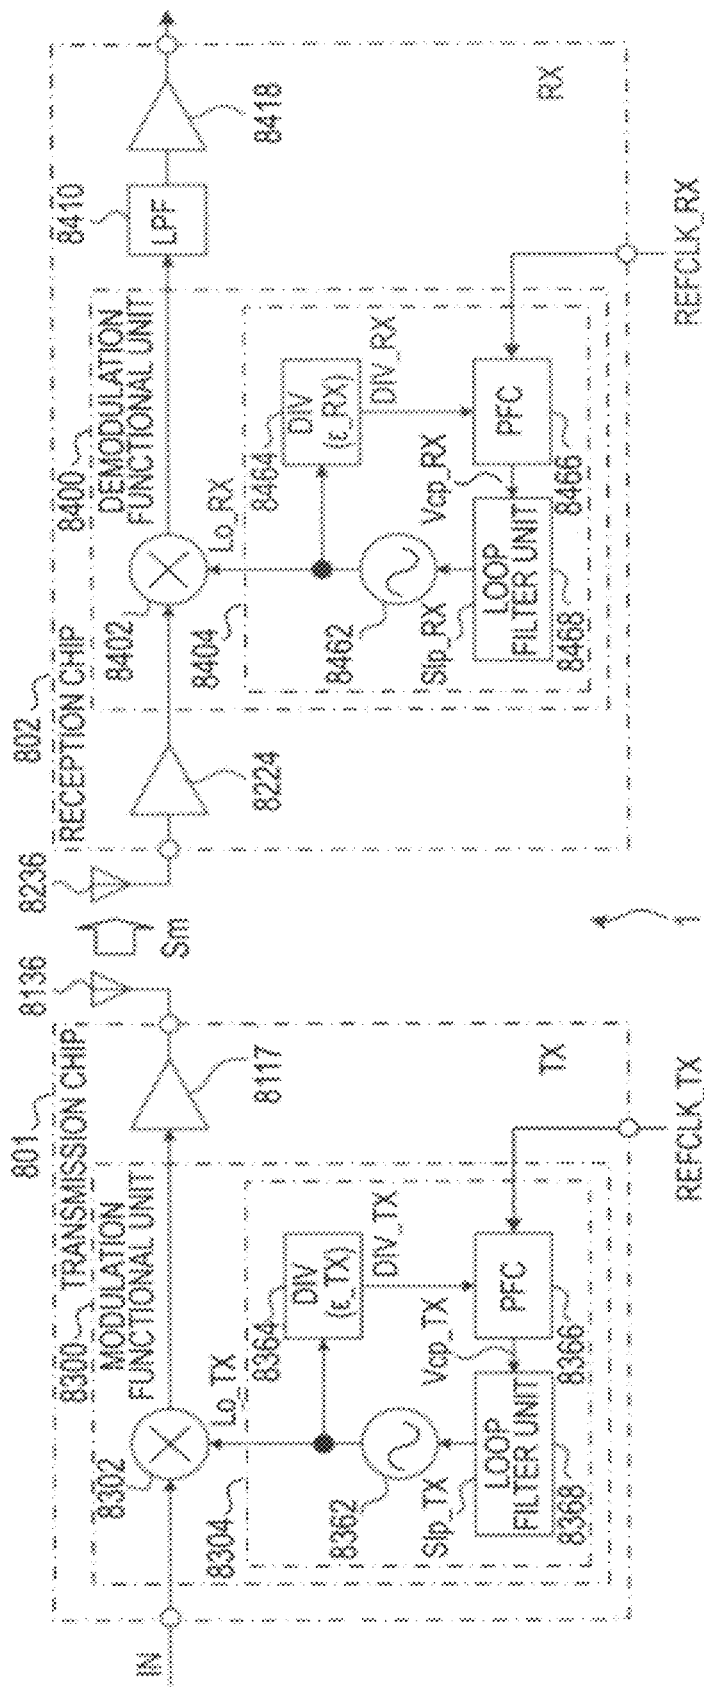 801
TRANSMISSION CHIP
8300
MODULATION
FUNCTIONAL UNIT
8302
IN
Lo_TX
8304
8364
DIV
(ε_TX)
DIV_TX
8362
Vcp_TX
Slp_TX
LOOP
FILTER UNIT
8368
PFC
8366
8117
TX
REFCLK_TX
8136
Sm
8236
1
802
RECEPTION CHIP
8224
8400
DEMODULATION
FUNCTIONAL UNIT
8402
Lo_RX
8404
8464
DIV
(ε_RX)
DIV_RX
8462
Vcp_RX
Slp_RX
LOOP
FILTER UNIT
8468
PFC
8466
8410
LPF
8418
RX
REFCLK_RX